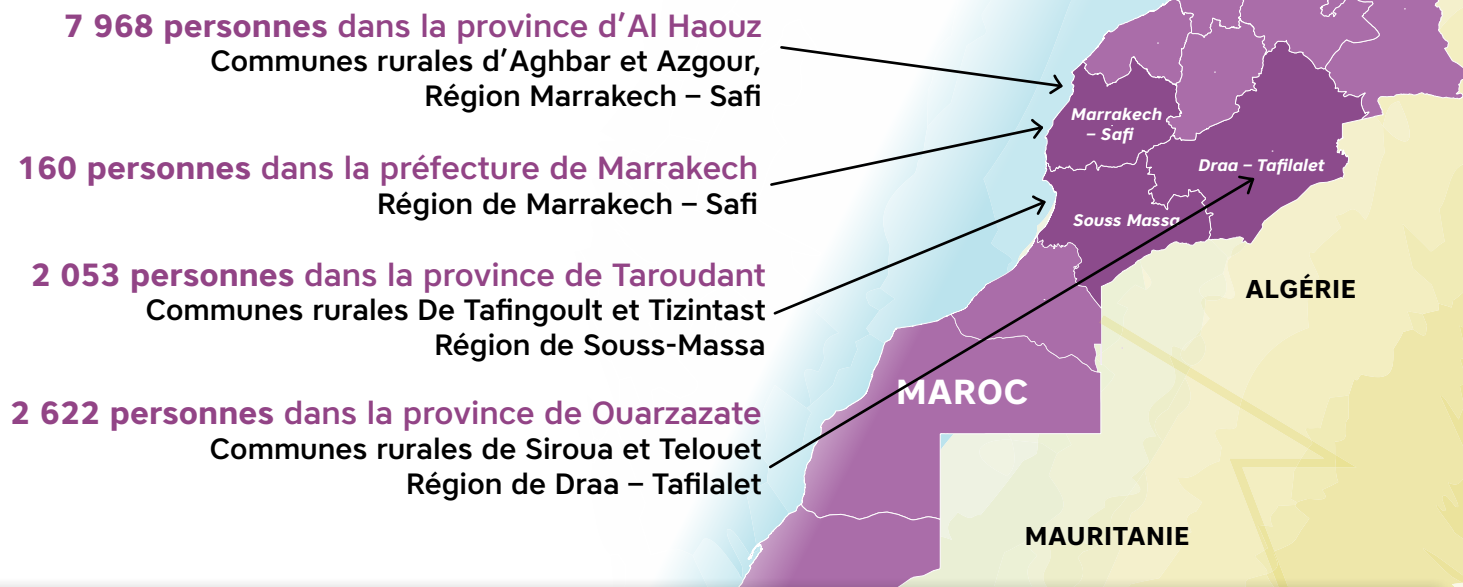 7 968 personnes dans la province d’Al Haouz
Communes rurales d’Aghbar et Azgour,
Région Marrakech – Safi
160 personnes dans la préfecture de Marrakech
Région de Marrakech – Safi
2 053 personnes dans la province de Taroudant
Communes rurales De Tafingoult et Tizintast
Région de Souss-Massa
2 622 personnes dans la province de Ouarzazate
Communes rurales de Siroua et Telouet
Région de Draa – Tafilalet
Marrakech
– Safi
Draa – Tafilalet
Souss Massa
ALGÉRIE
MAROC
MAURITANIE